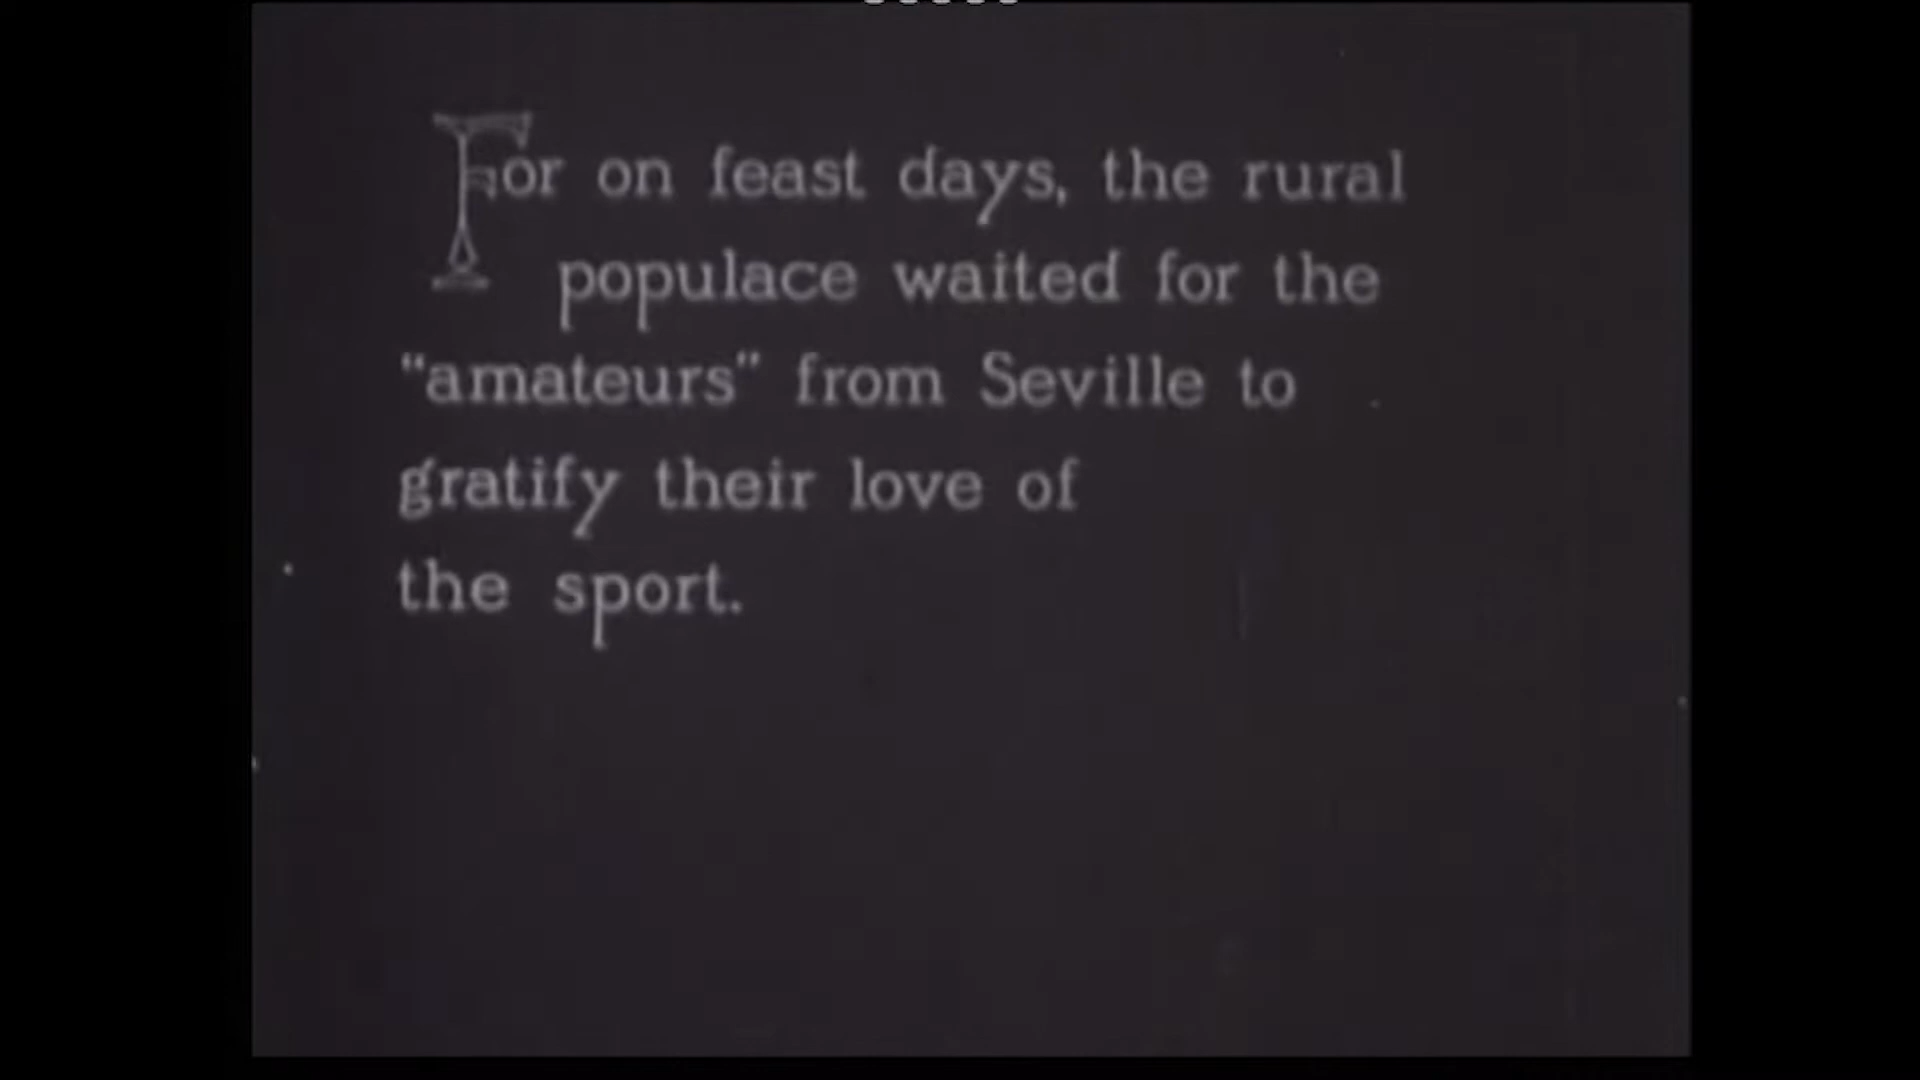 For on feast days, the rural
populace waited for the
“amateurs” from Seville to
gratify their love of
the sport.